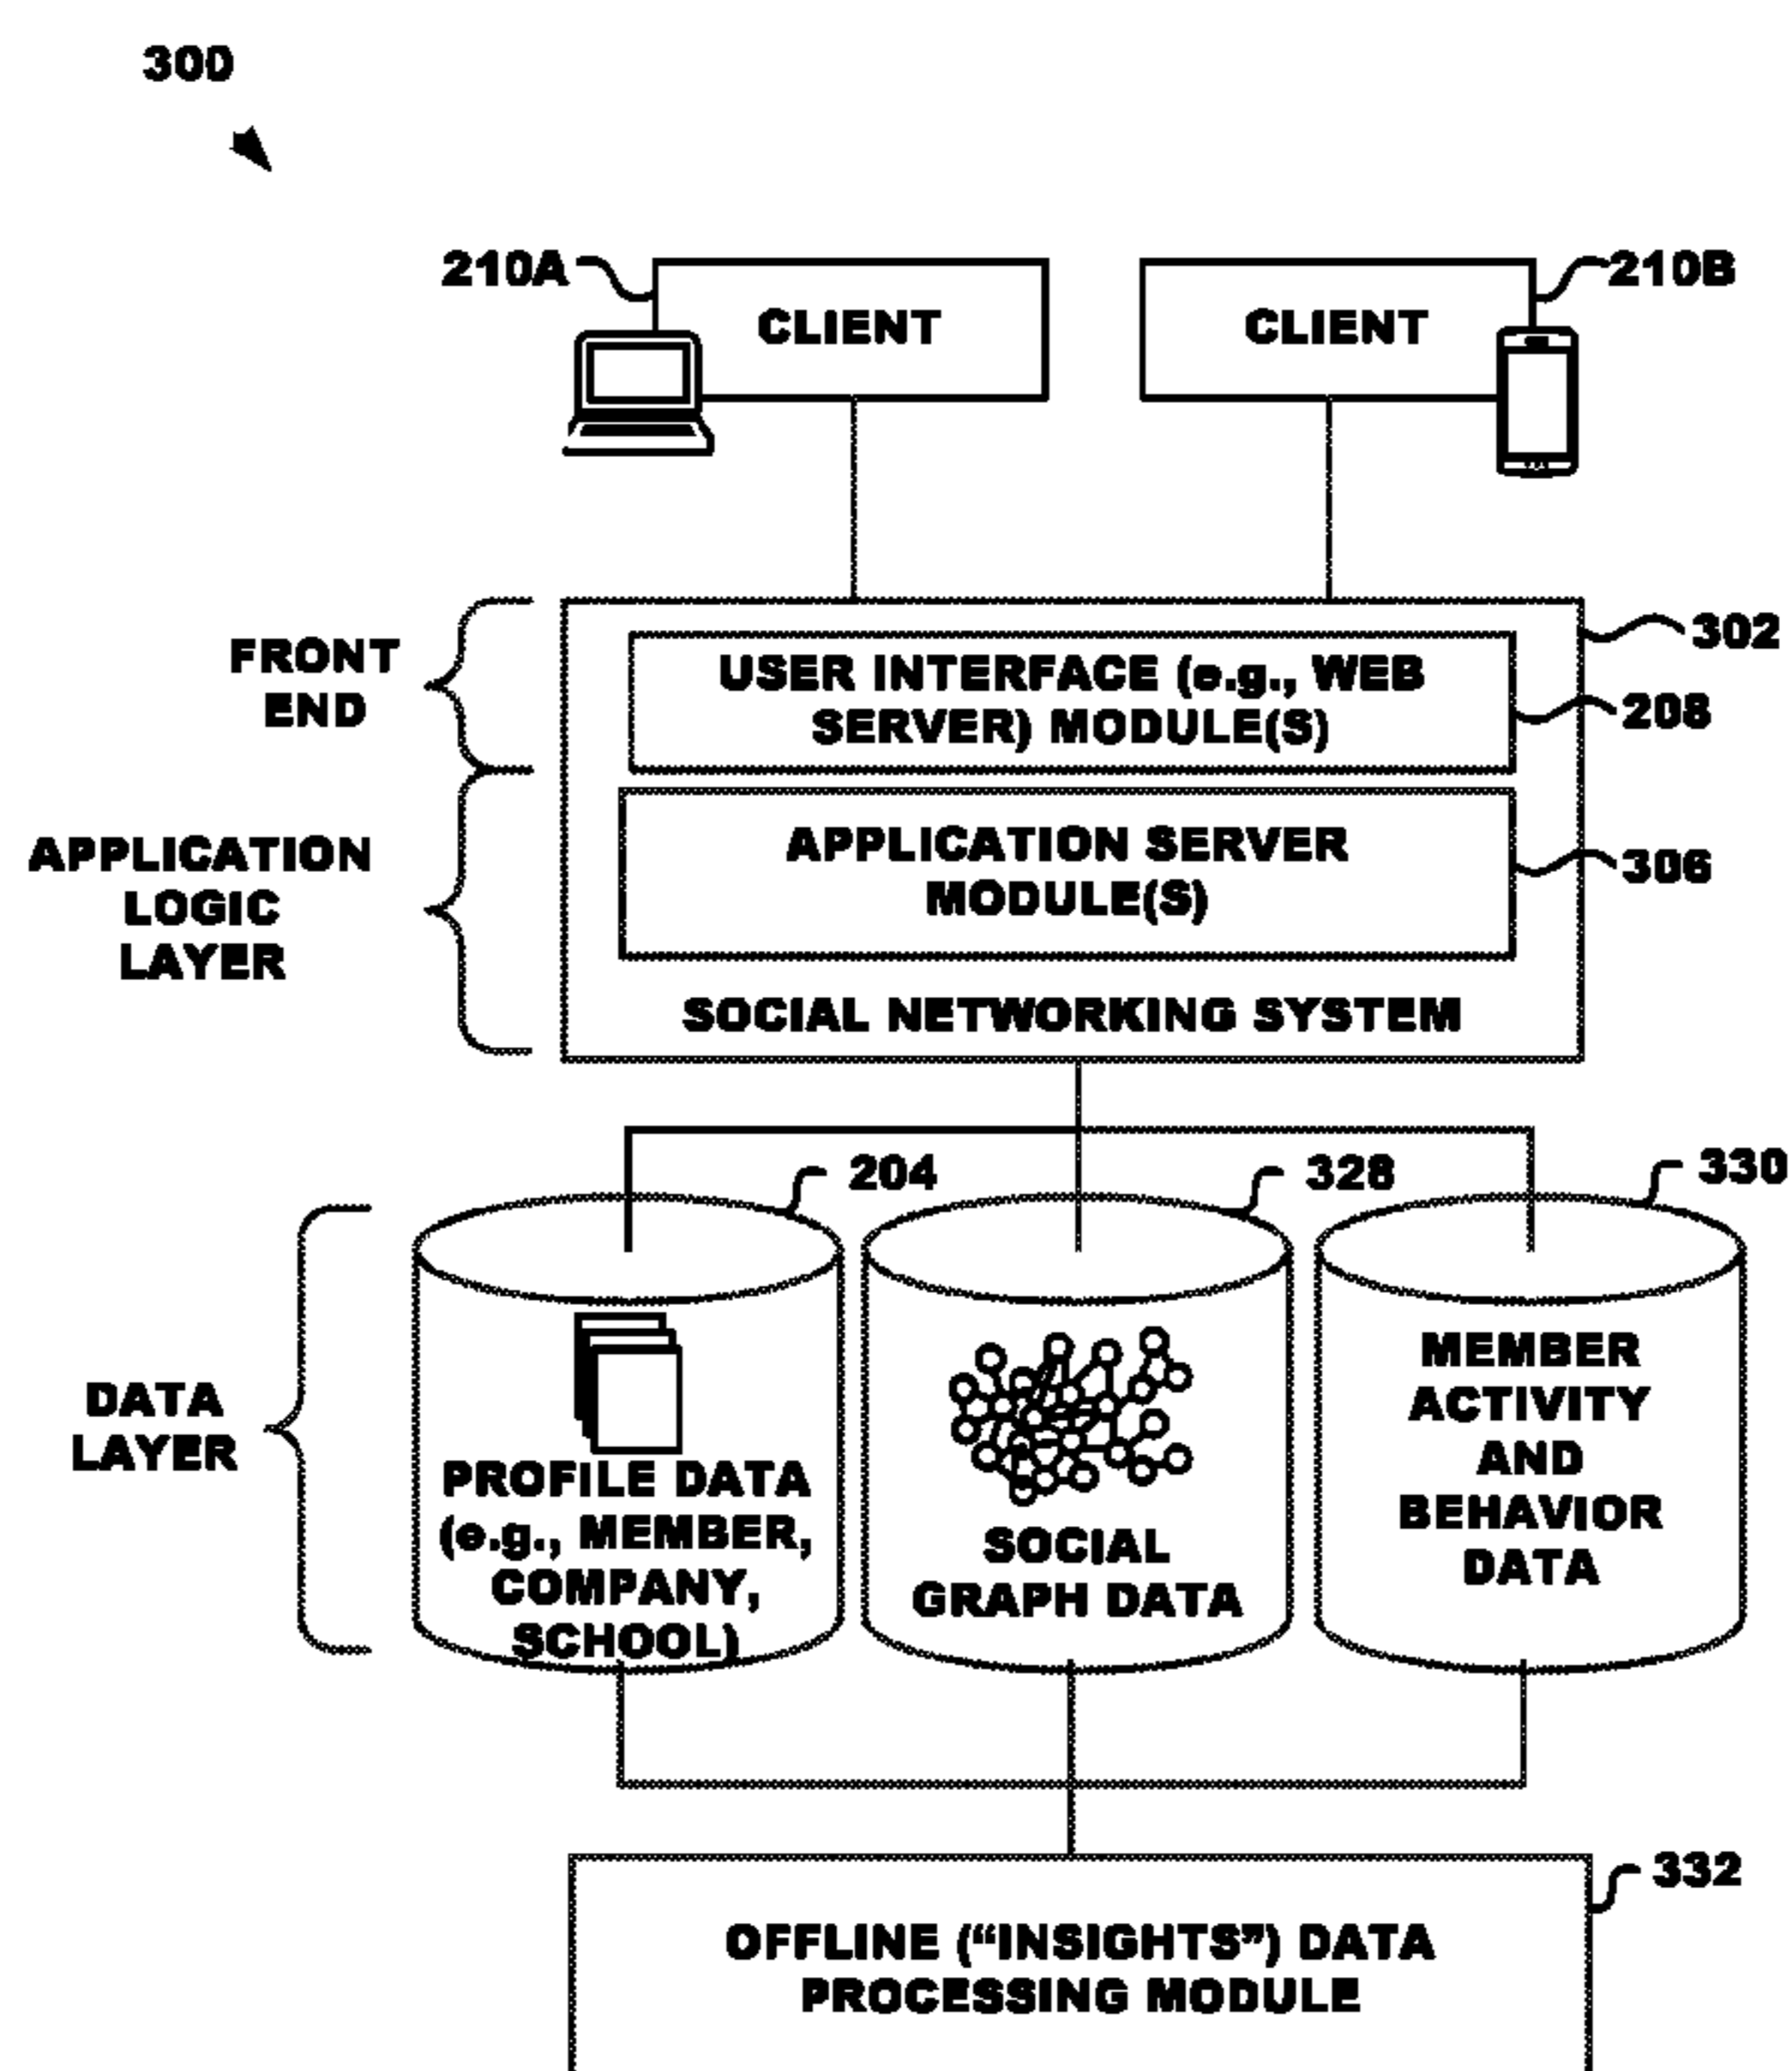 300
210A
CLIENT
CLIENT
210B
FRONT
END
USER INTERFACE (e.g., WEB
SERVER) MODULE(S)
302
208
APPLICATION
LOGIC
LAYER
APPLICATION SERVER
MODULE(S)
306
SOCIAL NETWORKING SYSTEM
204
328
330
DATA
LAYER
PROFILE DATA
(e.g., MEMBER,
COMPANY,
SCHOOL)
SOCIAL
GRAPH DATA
MEMBER
ACTIVITY
AND
BEHAVIOR
DATA
332
OFFLINE (“INSIGHTS”) DATA
PROCESSING MODULE